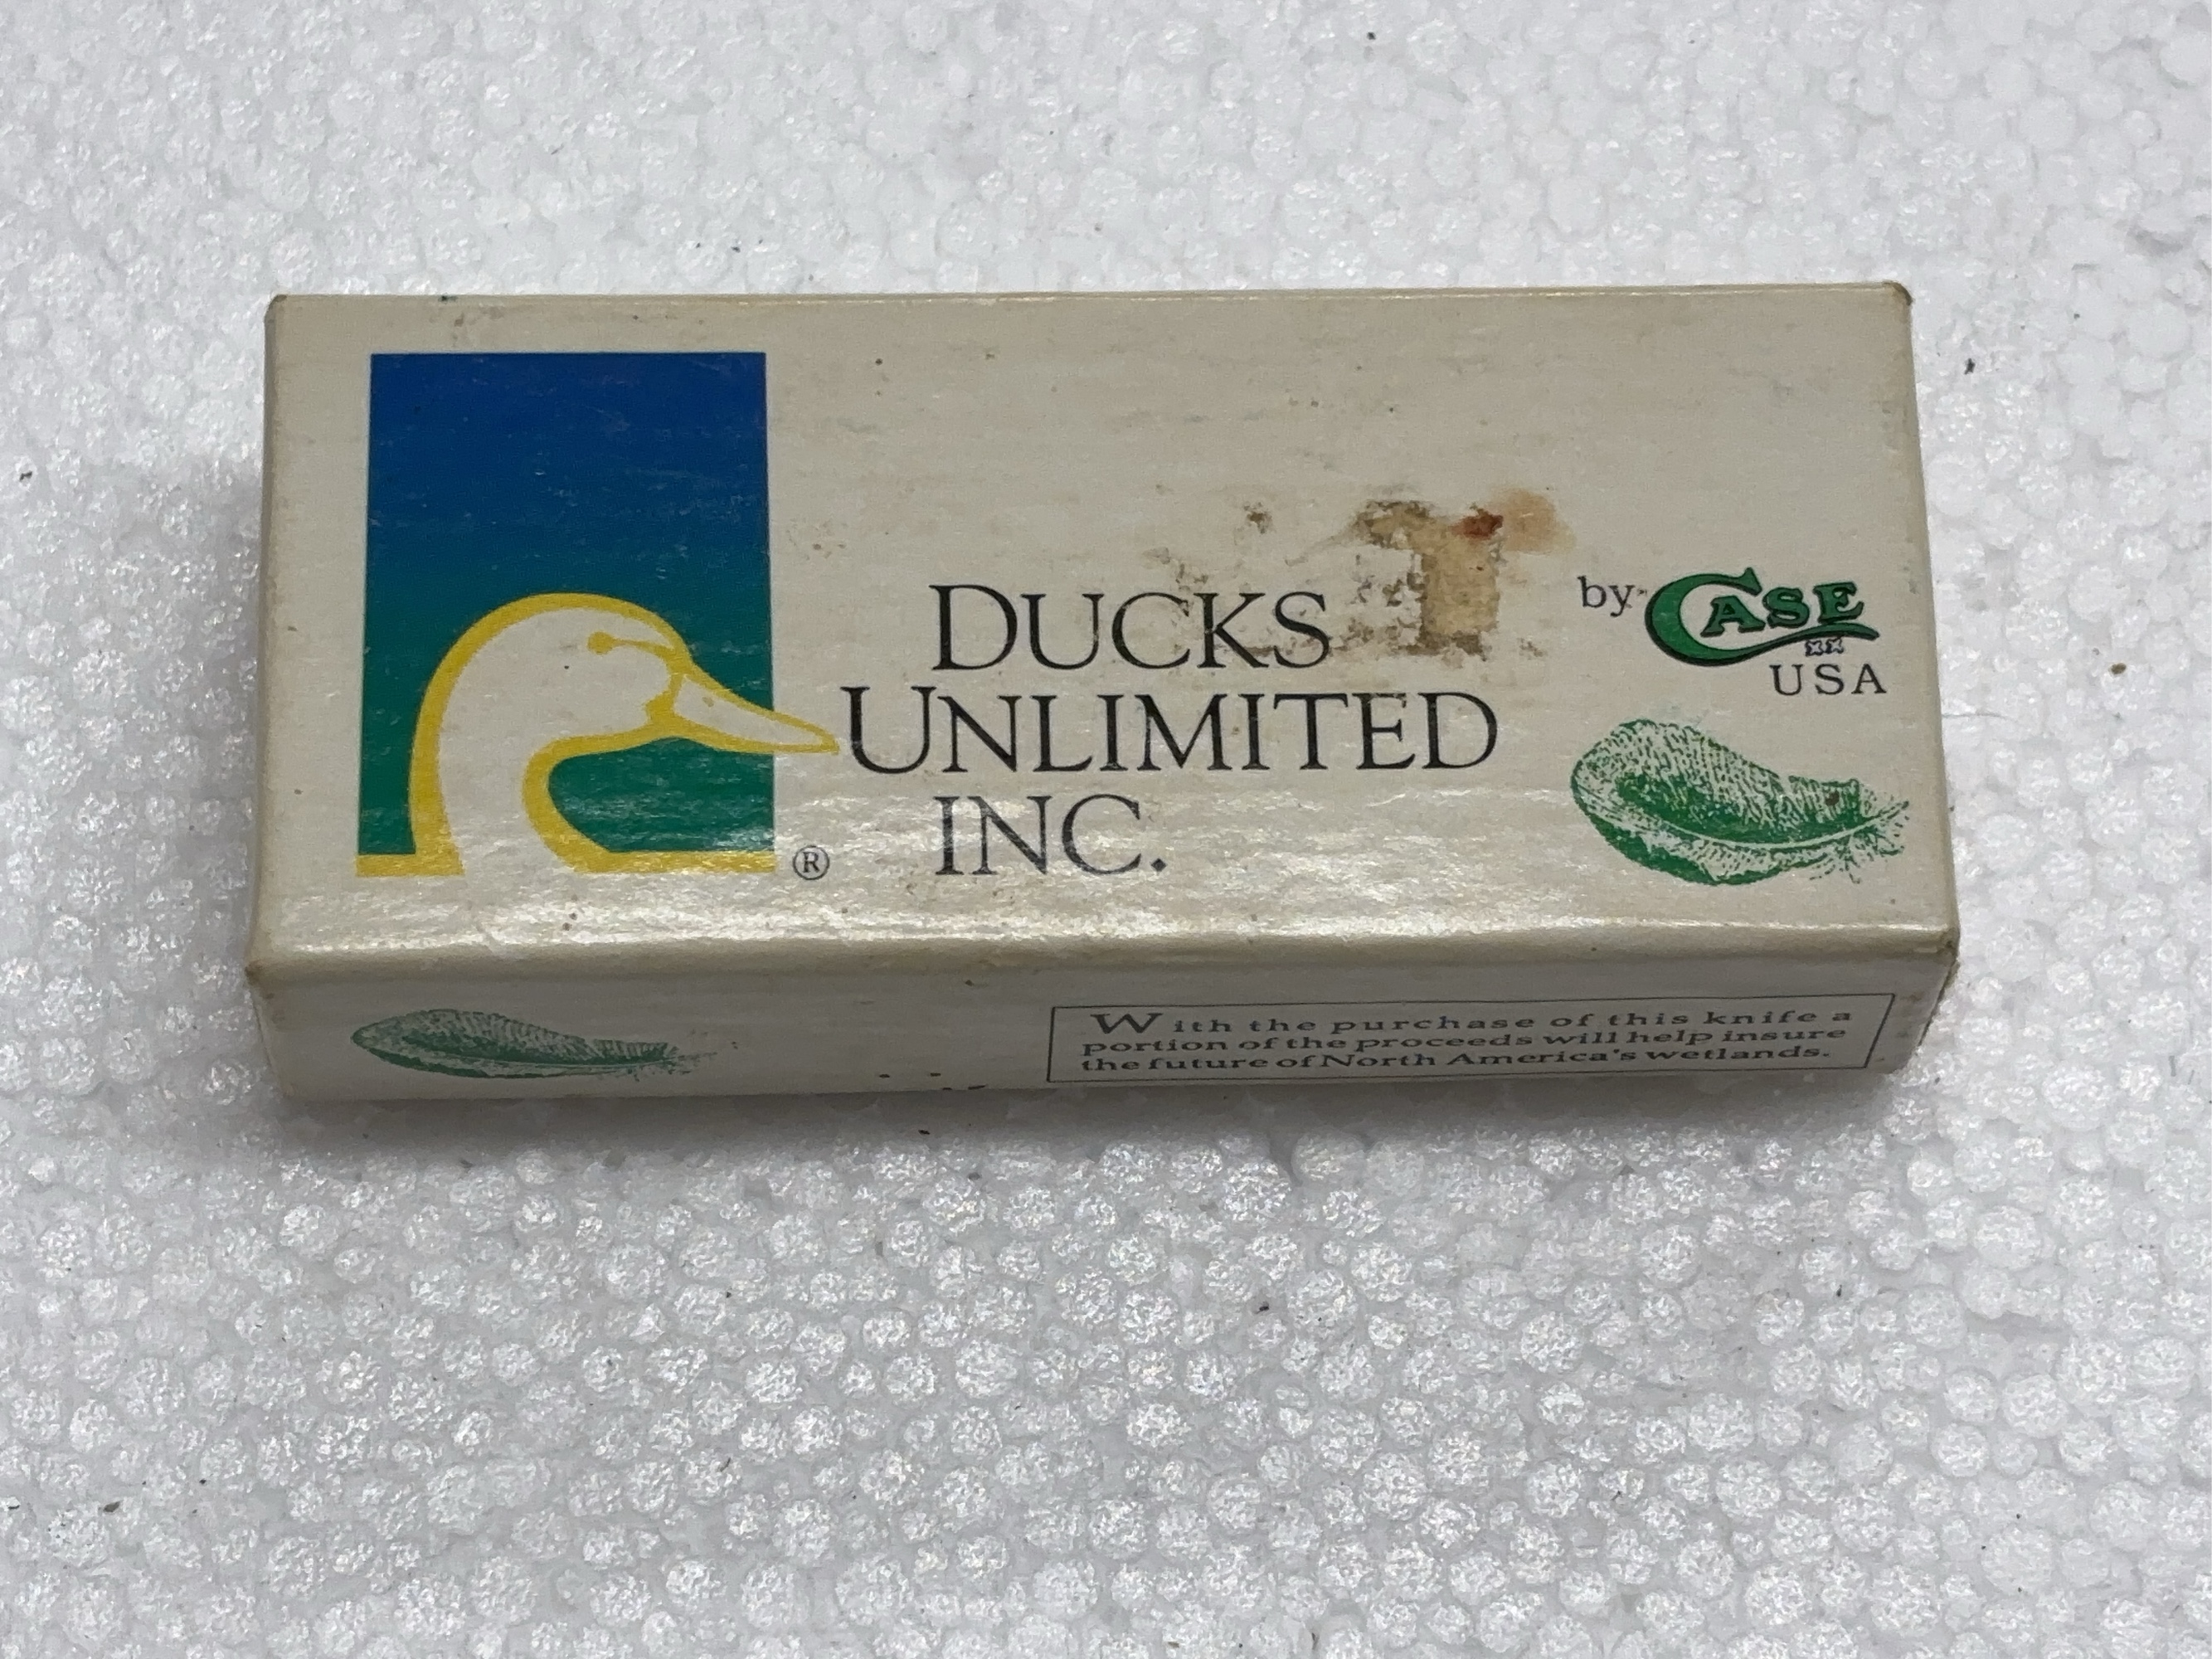 DUCKS
UNLIMITED
INC.
®
by CASE
XX
USA
With the purchase of this knife a
portion of the proceeds will help insure
the future of North America's wetlands.